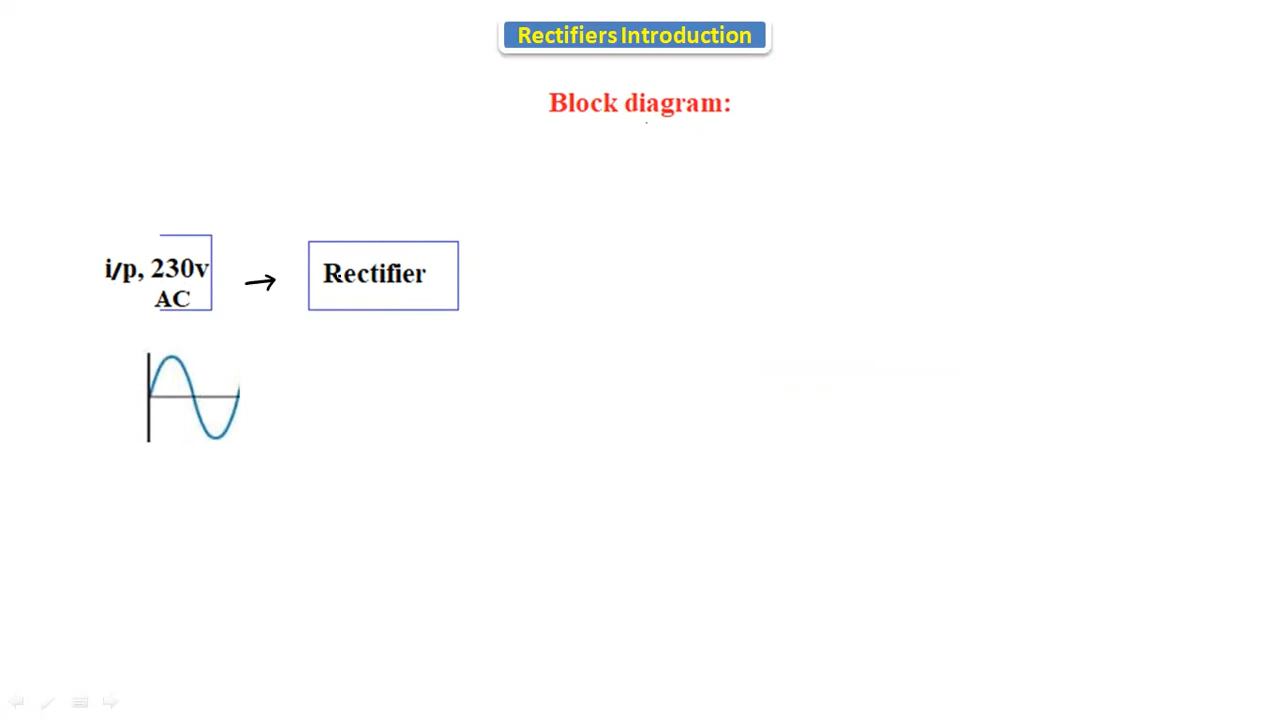 Rectifiers Introduction
Block diagram:
i/p, 230v
AC
Rectifier